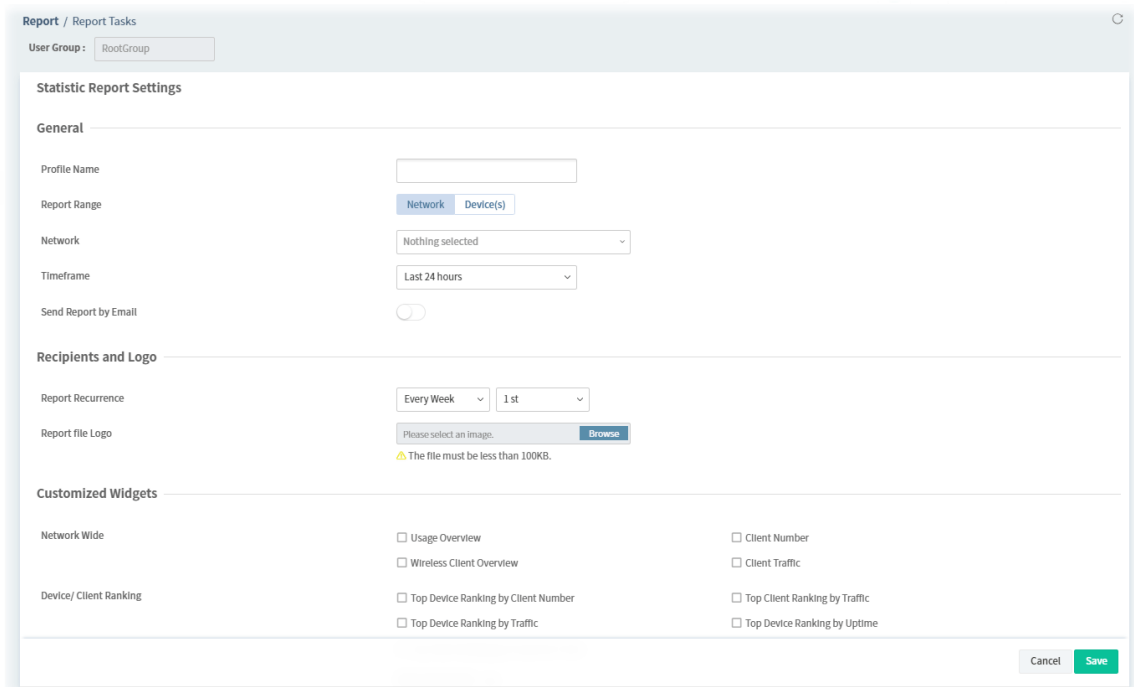 Report / Report Tasks
User Group : RootGroup
Statistic Report Settings
General
Profile Name
Report Range Network Device(s)
Network Nothing selected
Timeframe Last 24 hours
Send Report by Email
Recipients and Logo
Report Recurrence Every Week 1 st
Report file Logo Please select an image. Browse
The file must be less than 100KB.
Customized Widgets
Network Wide Usage Overview Client Number
Wireless Client Overview Client Traffic
Device/ Client Ranking Top Device Ranking by Client Number Top Client Ranking by Traffic
Top Device Ranking by Traffic Top Device Ranking by Uptime
Cancel Save